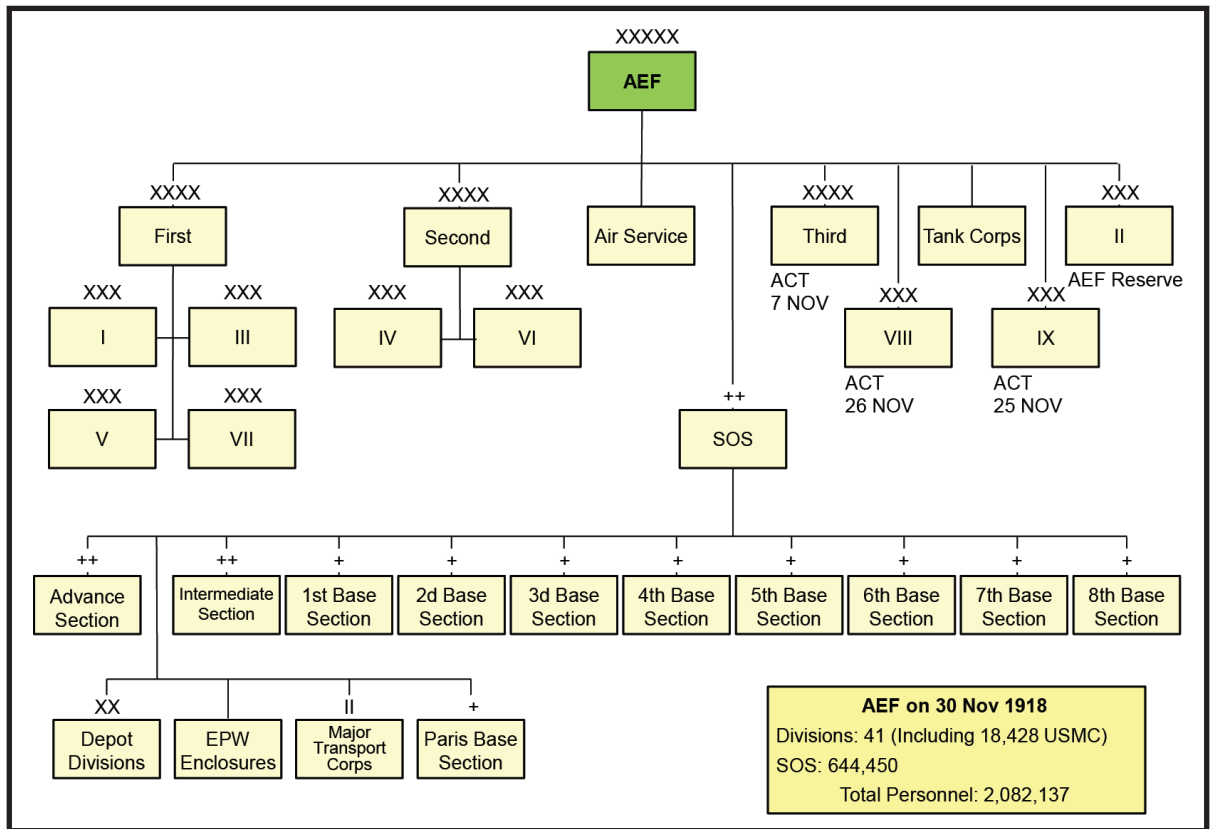 XXXXX
AEF
XXXX
First
XXXX
Second
Air Service
XXXX
Third
ACT
7 NOV
Tank Corps
XXX
II
AEF Reserve
XXX
I
XXX
III
XXX
IV
XXX
VI
XXX
VIII
ACT
26 NOV
XXX
IX
ACT
25 NOV
XXX
V
XXX
VII
++
SOS
++
Advance
Section
++
Intermediate
Section
+
1st Base
Section
+
2d Base
Section
+
3d Base
Section
+
4th Base
Section
+
5th Base
Section
+
6th Base
Section
+
7th Base
Section
+
8th Base
Section
XX
Depot
Divisions
EPW
Enclosures
II
Major
Transport
Corps
+
Paris Base
Section
AEF on 30 Nov 1918
Divisions: 41 (Including 18,428 USMC)
SOS: 644,450
Total Personnel: 2,082,137